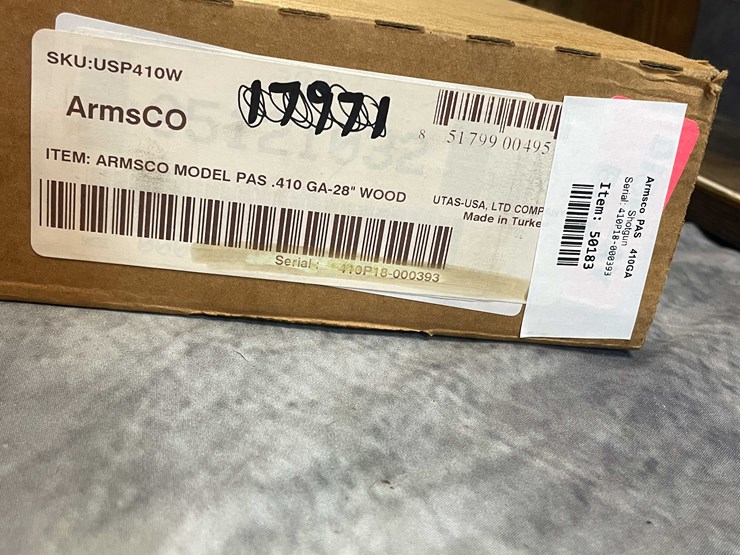 SKU:USP410W
ArmsCO
17971
8 51799 00495
ITEM: ARMSCO MODEL PAS .410 GA-28" WOOD
UTAS-USA, LTD COMP
Made in Turke
Serial : 410P18-000393
Armsco PAS 410GA
Shotgun
Serial: 410P18-000393
Item: 50183